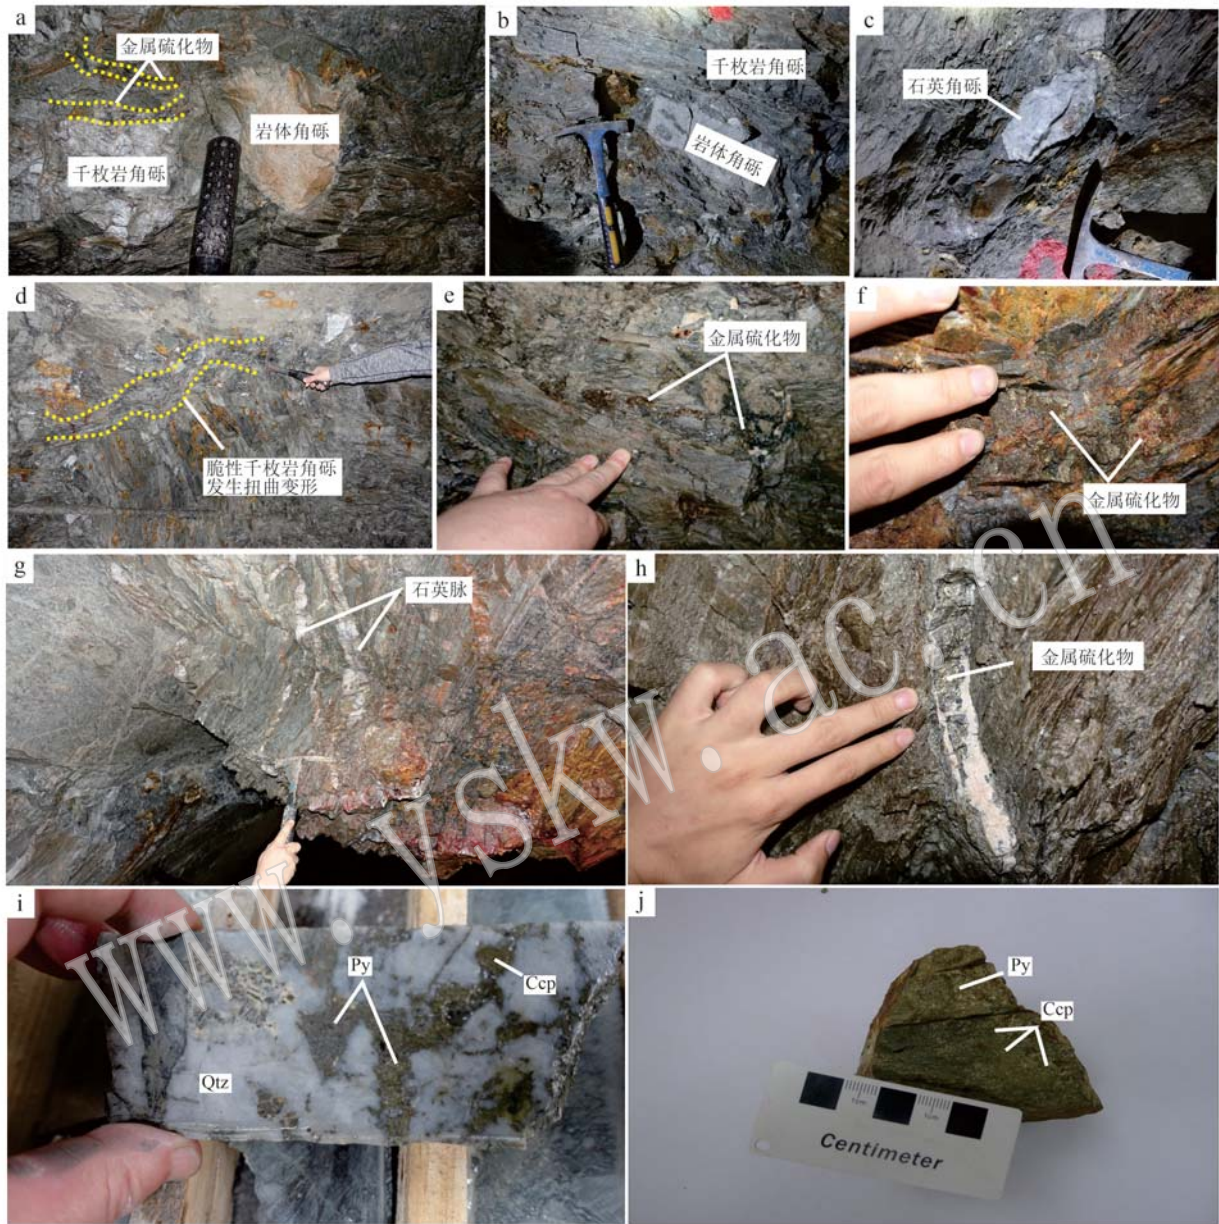 a
金属硫化物
岩体角砾
千枚岩角砾
b
千枚岩角砾
岩体角砾
c
石英角砾
d
脆性千枚岩角砾
发生扭曲变形
e
金属硫化物
f
金属硫化物
g
石英脉
h
金属硫化物
i
Py
Ccp
Qtz
j
Py
Ccp
1cm
1cm
Centimeter
www.yskw.ac.cn